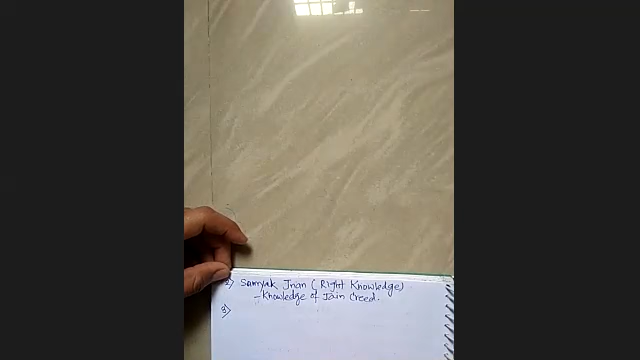 2) Samyak Jnan (Right Knowledge)
- Knowledge of Jain Creed.
3)